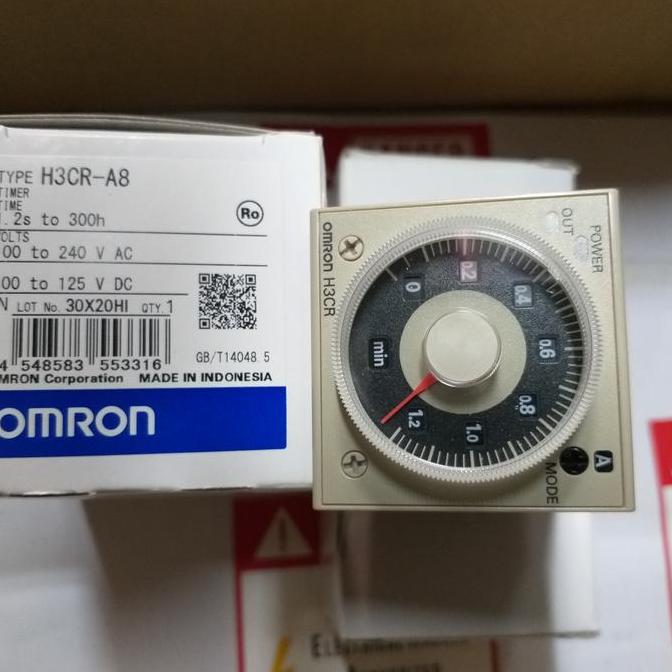 TYPE H3CR-A8
TIMER
TIME
.2s to 300h
VOLTS
00 to 240 V AC
00 to 125 V DC
N LOT No. 30X20HI QTY. 1
4 548583 553316
GB/T14048.5
OMRON Corporation MADE IN INDONESIA
OMRON
Ro
OMRON H3CR
OUT
POWER
0
0.2
0.4
0.6
0.8
1.0
1.2
min
MODE
A
DANGER